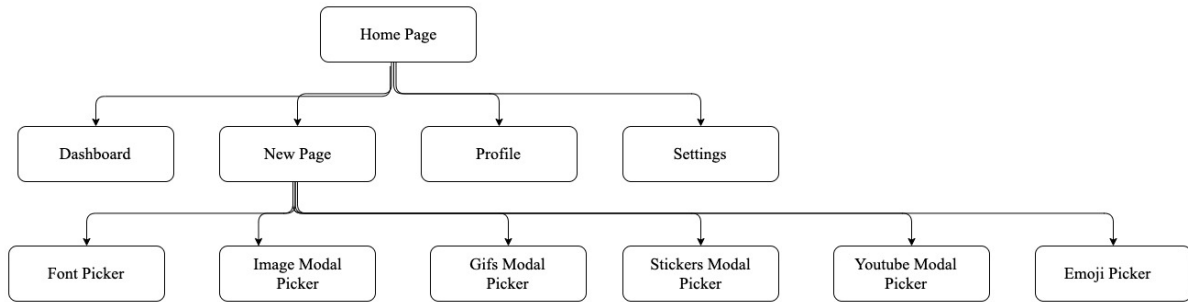 Home Page
Dashboard
New Page
Profile
Settings
Font Picker
Image Modal
Picker
Gifs Modal
Picker
Stickers Modal
Picker
Youtube Modal
Picker
Emoji Picker